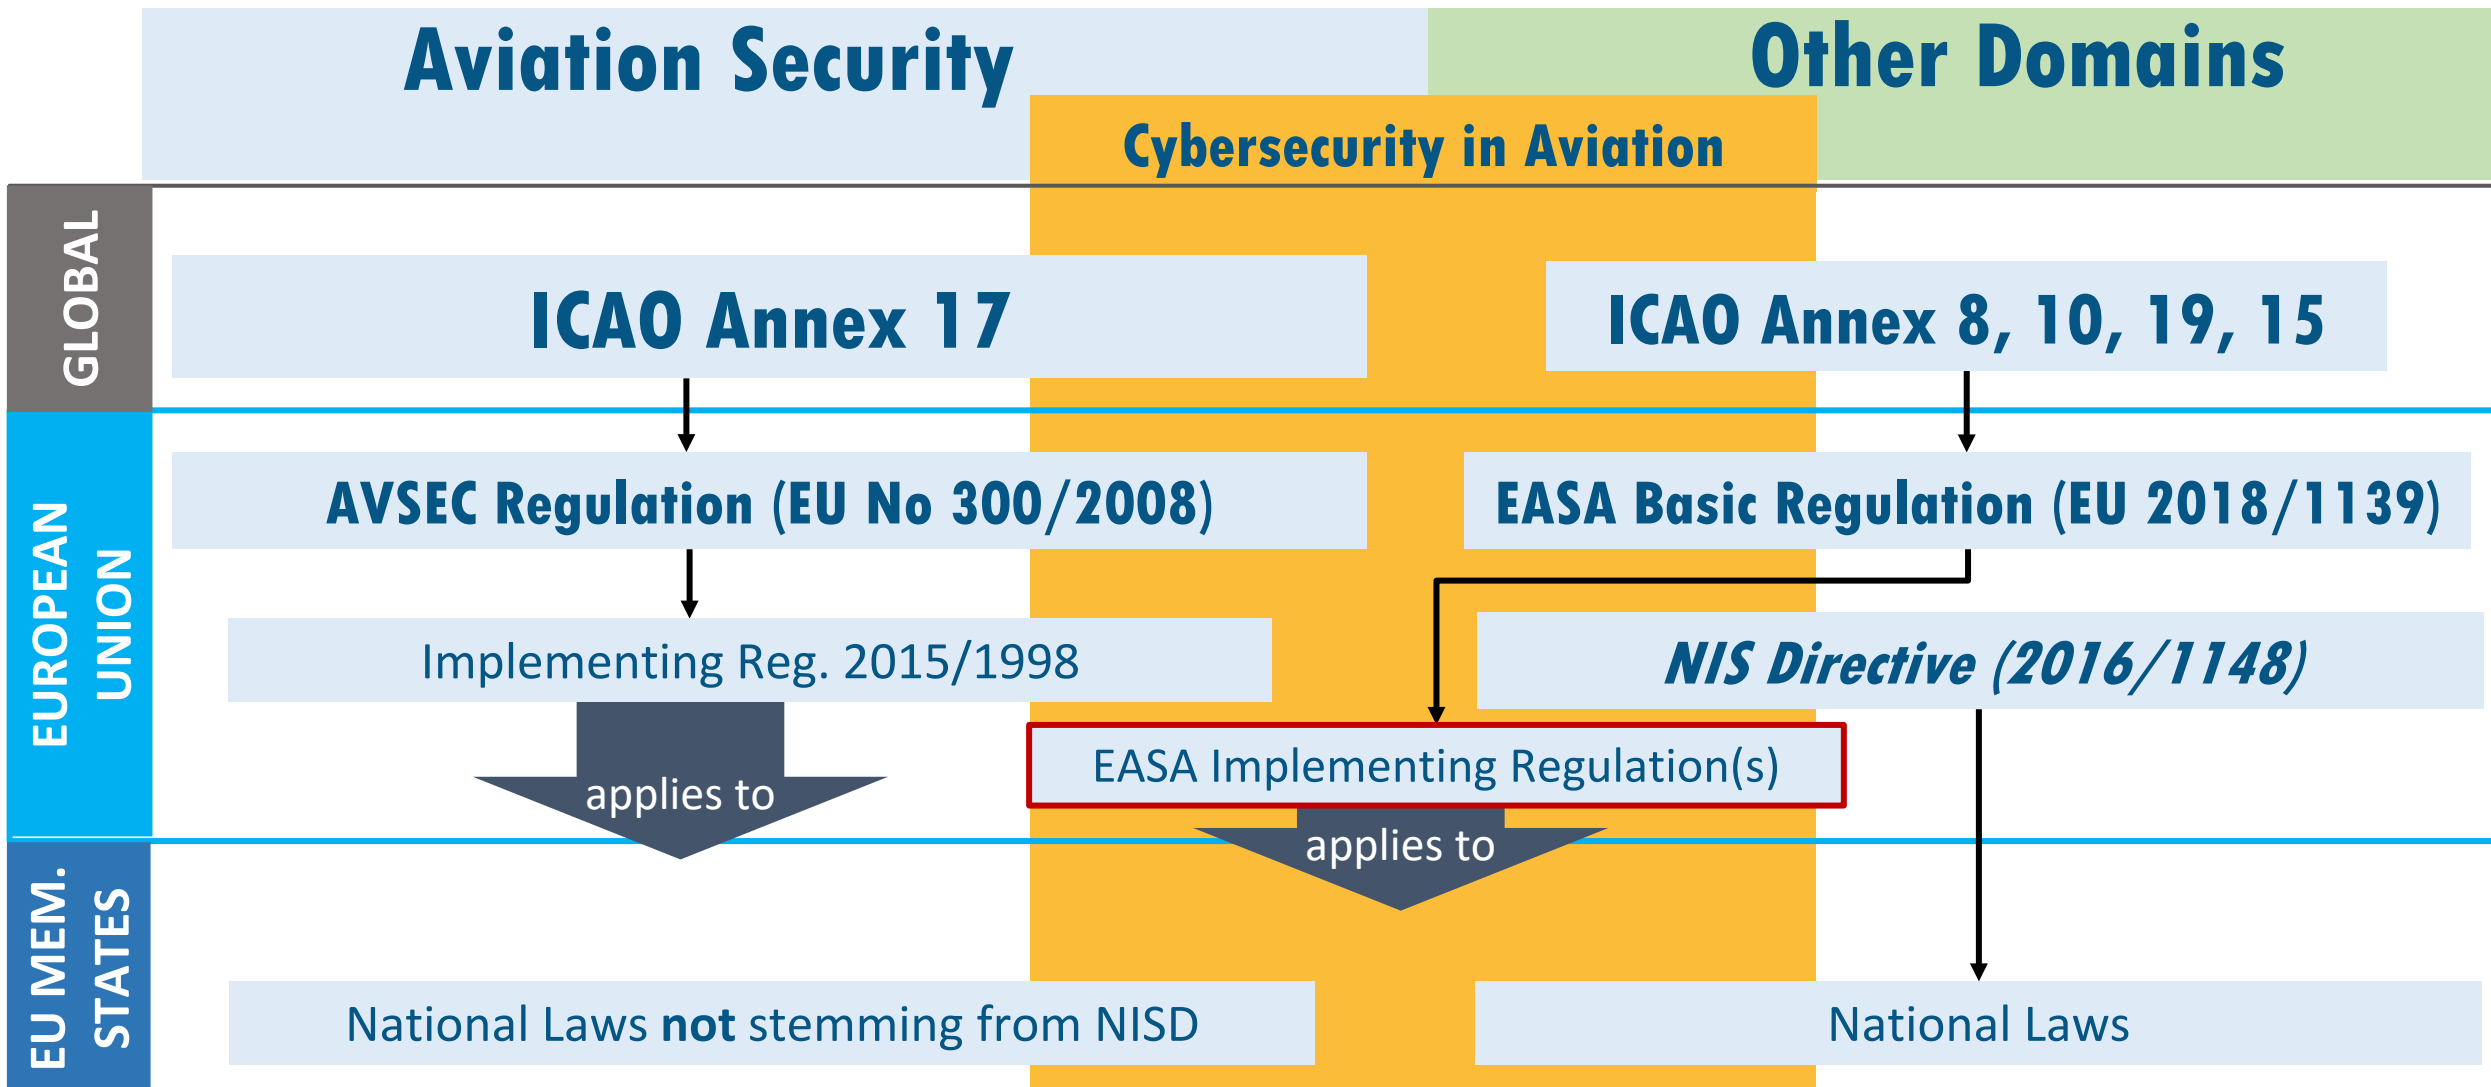 Aviation Security
Other Domains
Cybersecurity in Aviation
GLOBAL
ICAO Annex 17
ICAO Annex 8, 10, 19, 15
EUROPEAN
UNION
AVSEC Regulation (EU No 300/2008)
EASA Basic Regulation (EU 2018/1139)
Implementing Reg. 2015/1998
NIS Directive (2016/1148)
EASA Implementing Regulation(s)
applies to
applies to
EU MEM.
STATES
National Laws not stemming from NISD
National Laws